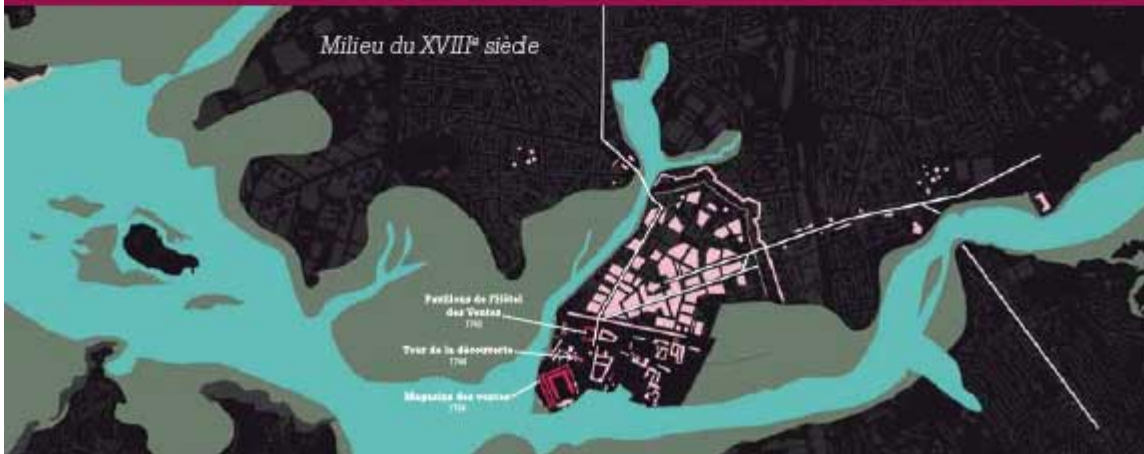 Milieu du XVIIIᵉ siècle
Pavillons de l'Hôtel
des Ventes
Tour de la découverte
Magasins des ventes